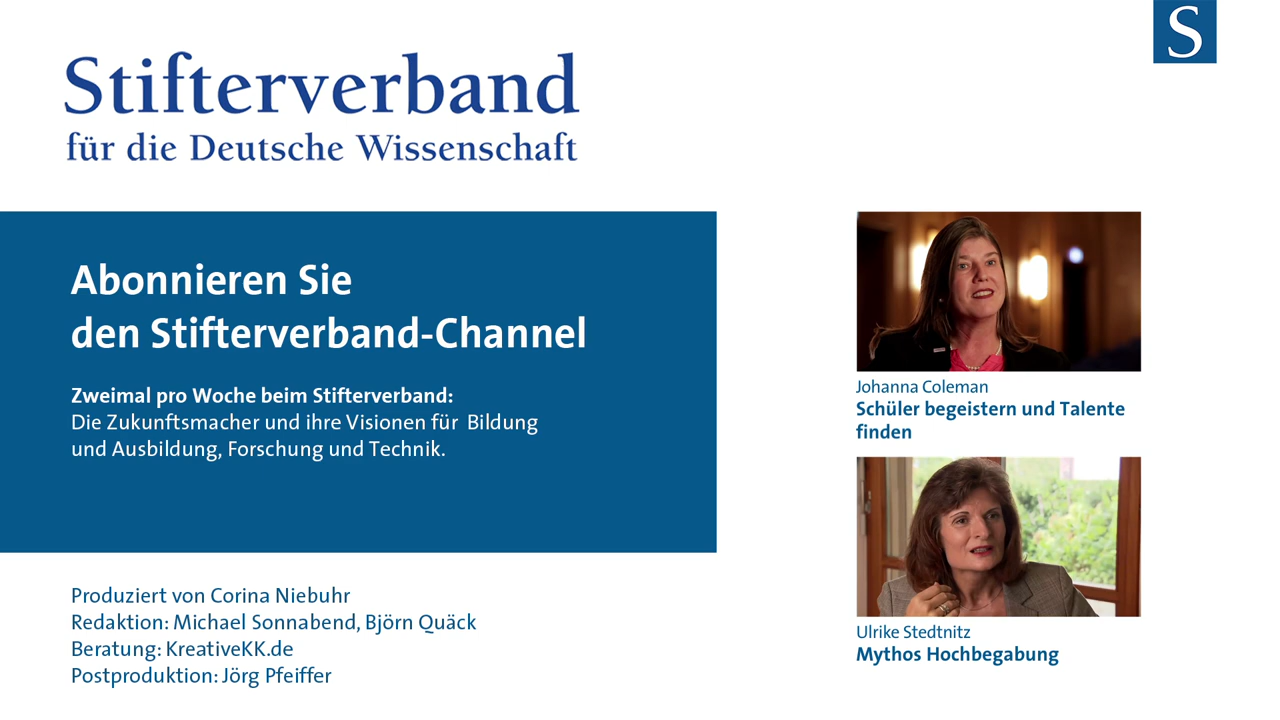 S
Stifterverband
für die Deutsche Wissenschaft
Abonnieren Sie
den Stifterverband-Channel
Zweimal pro Woche beim Stifterverband:
Die Zukunftsmacher und ihre Visionen für Bildung
und Ausbildung, Forschung und Technik.
Produziert von Corina Niebuhr
Redaktion: Michael Sonnabend, Björn Quäck
Beratung: KreativeKK.de
Postproduktion: Jörg Pfeiffer
Johanna Coleman
Schüler begeistern und Talente
finden
Ulrike Stedtnitz
Mythos Hochbegabung